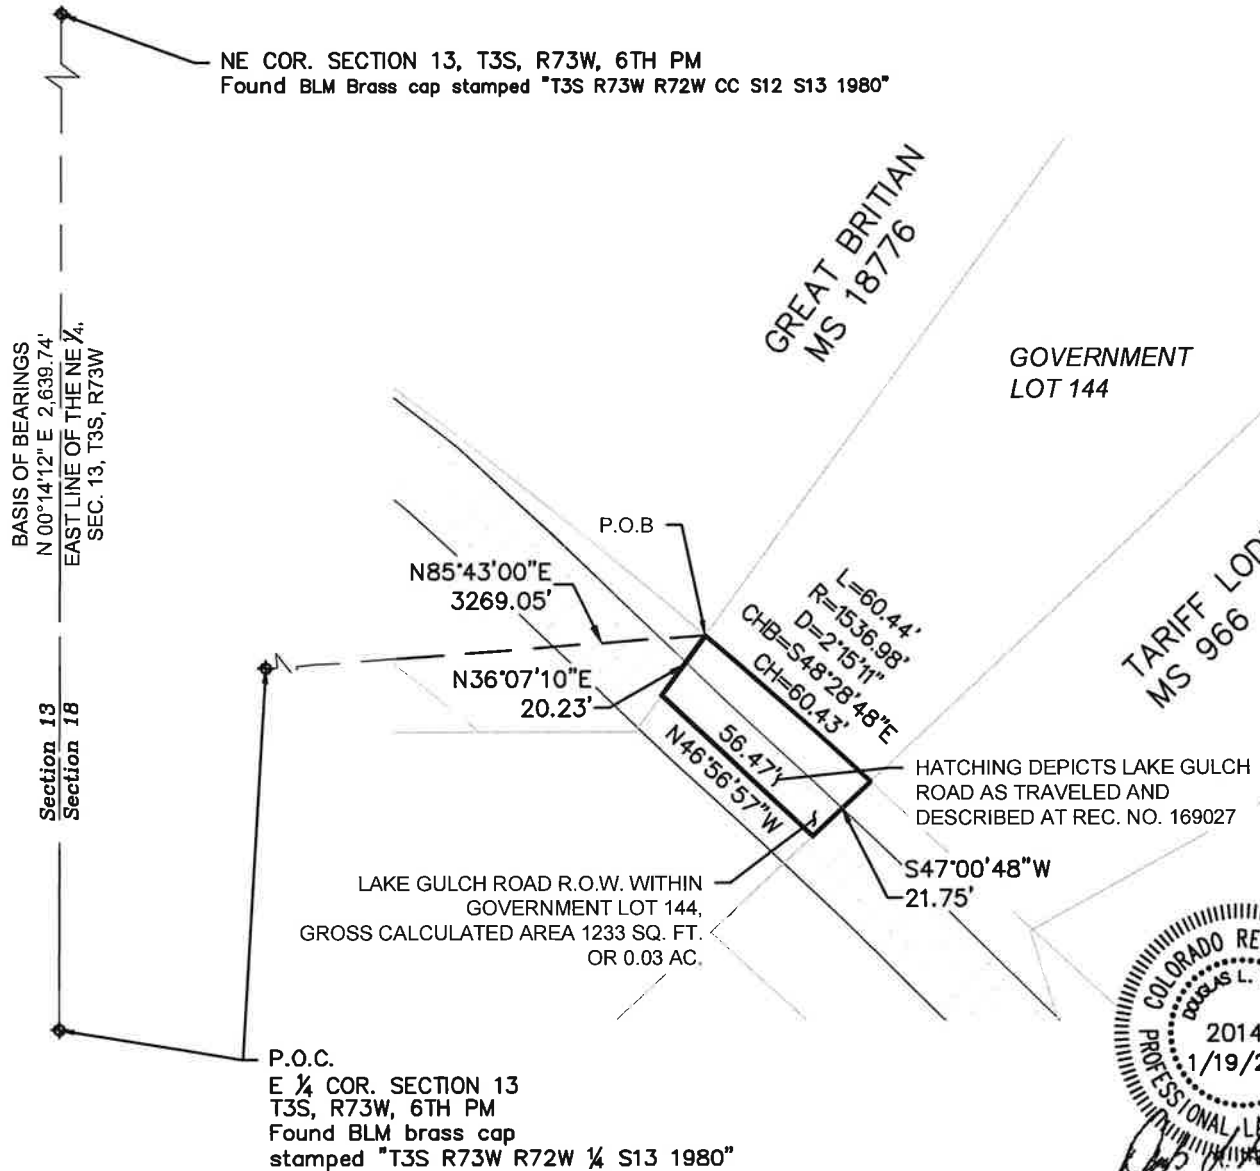 NE COR. SECTION 13, T3S, R73W, 6TH PM
Found BLM Brass cap stamped "T3S R73W R72W CC S12 S13 1980"
GREAT BRITIAN
MS 18776
GOVERNMENT
LOT 144
BASIS OF BEARINGS
N 00°14'12" E 2,639.74'
EAST LINE OF THE NE ¼,
SEC. 13, T3S, R73W
P.O.B
N85°43'00"E
3269.05'
L=60.44'
R=1536.98'
D=2°15'11"
CHB=S48°28'48"E
CH=60.43'
TARIFF LOD
MS 966
N36°07'10"E
20.23'
56.47'
N46°56'57"W
Section 13
Section 18
HATCHING DEPICTS LAKE GULCH
ROAD AS TRAVELED AND
DESCRIBED AT REC. NO. 169027
S47°00'48"W
21.75'
LAKE GULCH ROAD R.O.W. WITHIN
GOVERNMENT LOT 144,
GROSS CALCULATED AREA 1233 SQ. FT.
OR 0.03 AC.
COLORADO RE
DOUGLAS L.
2014
1/19/2
PROFESSIONAL L
P.O.C.
E ¼ COR. SECTION 13
T3S, R73W, 6TH PM
Found BLM brass cap
stamped "T3S R73W R72W ¼ S13 1980"